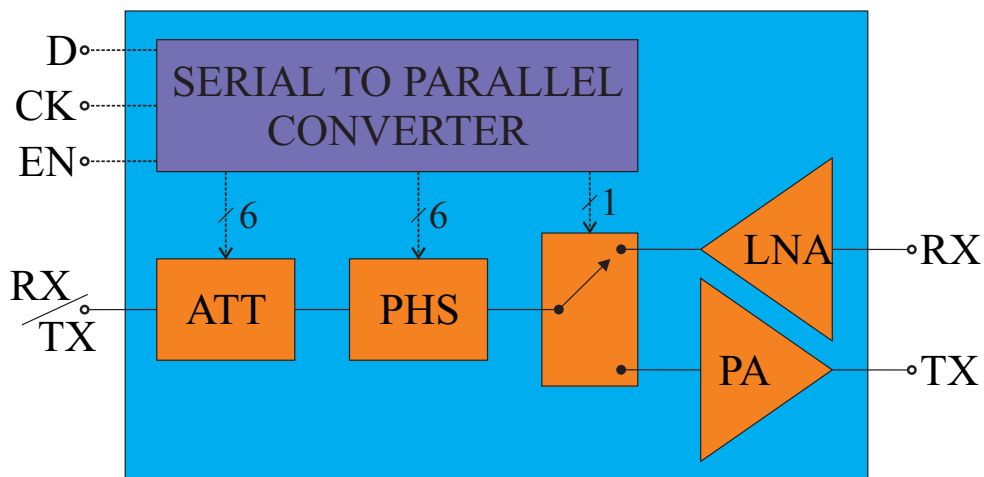 D
CK
EN
SERIAL TO PARALLEL
CONVERTER
6
6
1
RX
TX
ATT
PHS
LNA
PA
RX
TX